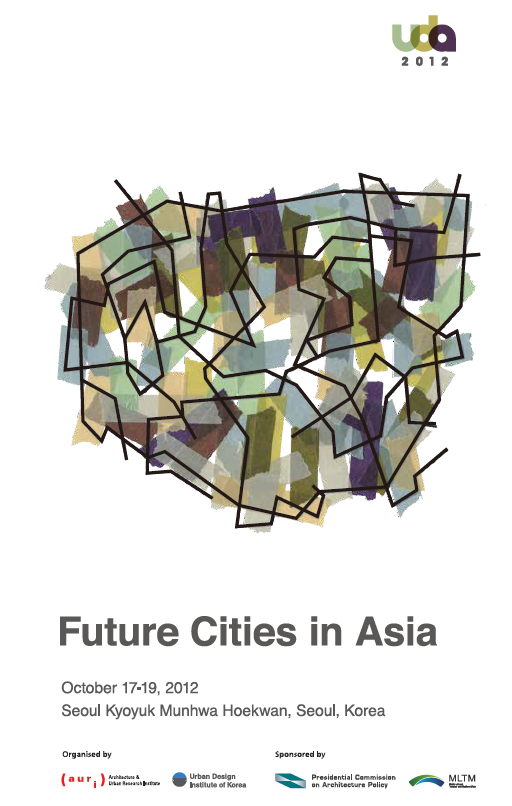 uda
2012
Future Cities in Asia
October 17-19, 2012
Seoul Kyoyuk Munhwa Hoekwan, Seoul, Korea
Organised by
Sponsored by
(auri)
Architecture &
Urban Research Institute
Urban Design
Institute of Korea
Presidential Commission
on Architecture Policy
MLTM